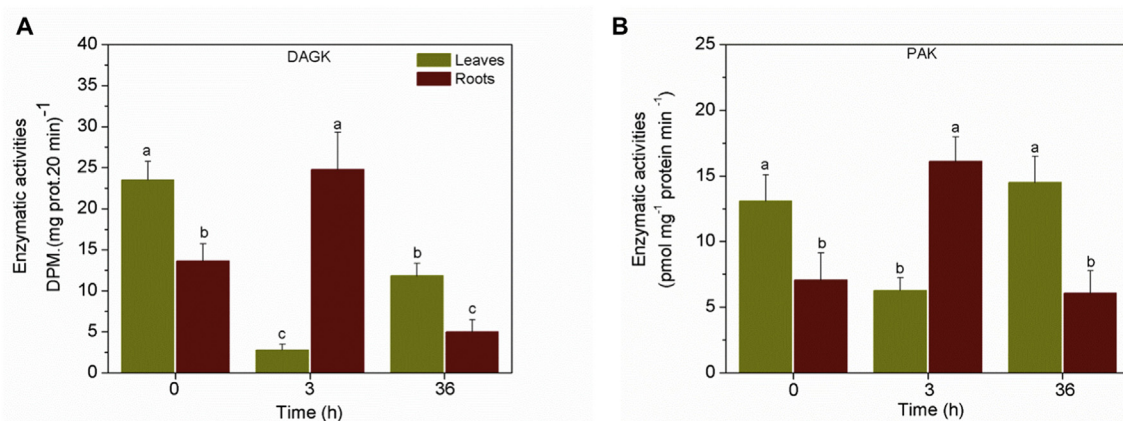 A
DAGK
Leaves
Roots
Enzymatic activities
DPM.(mg prot.20 min)⁻¹
40
35
30
25
20
15
10
5
0
a
b
c
a
b
c
0 3 36
Time (h)
B
PAK
Enzymatic activities
(pmol mg⁻¹ protein min ⁻¹)
25
20
15
10
5
0
a
b
b
a
a
b
0 3 36
Time (h)